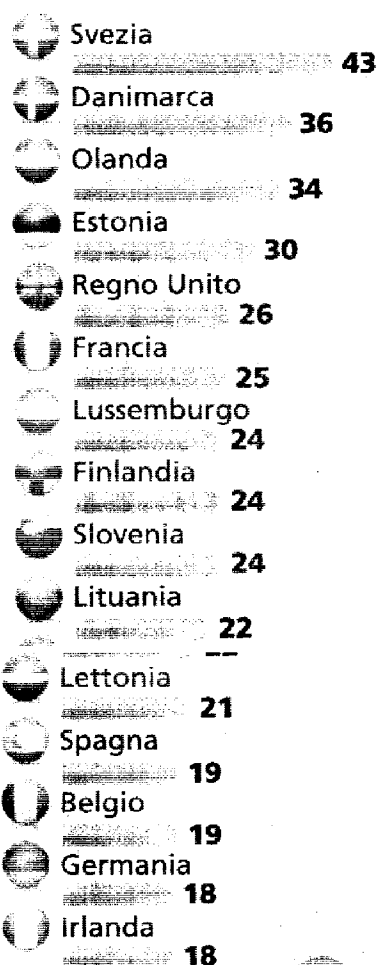 Svezia
43
Danimarca
36
Olanda
34
Estonia
30
Regno Unito
26
Francia
25
Lussemburgo
24
Finlandia
24
Slovenia
24
Lituania
22
Lettonia
21
Spagna
19
Belgio
19
Germania
18
Irlanda
18